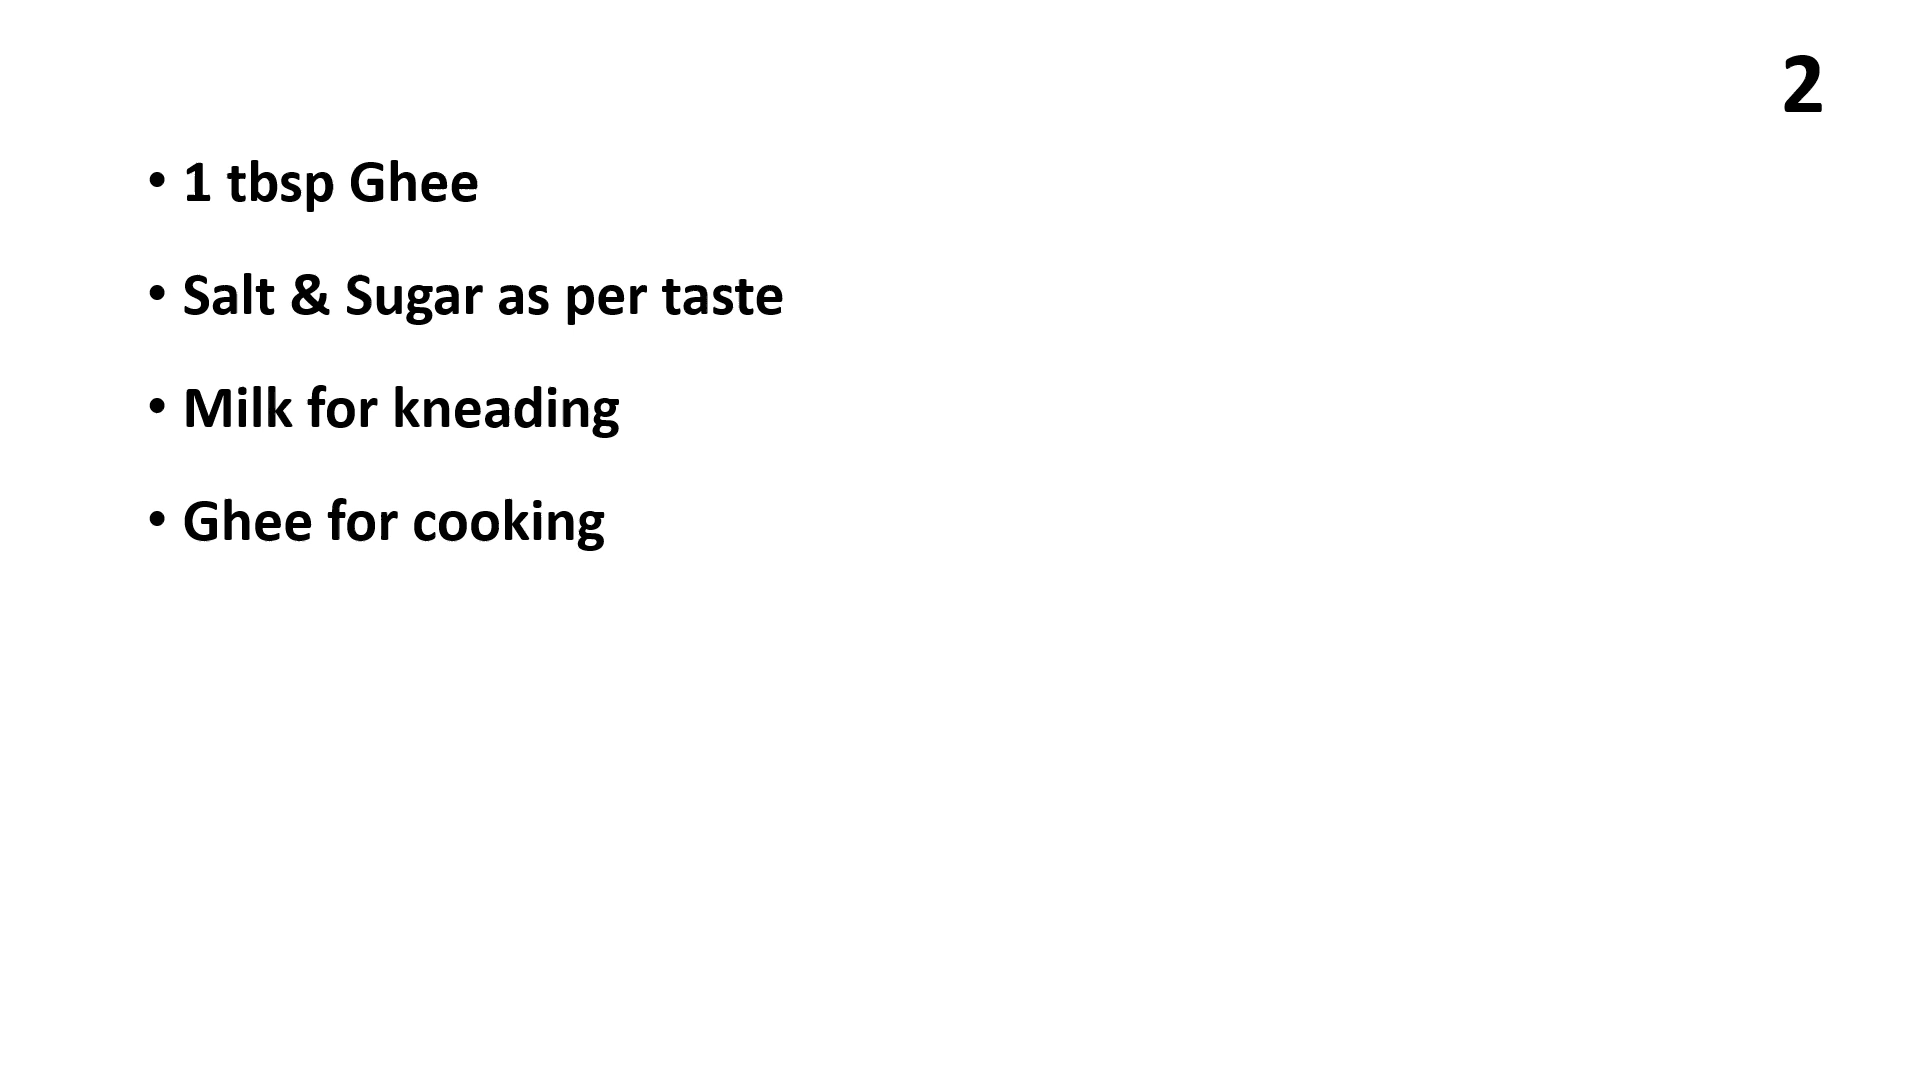 2
• 1 tbsp Ghee
• Salt & Sugar as per taste
• Milk for kneading
• Ghee for cooking